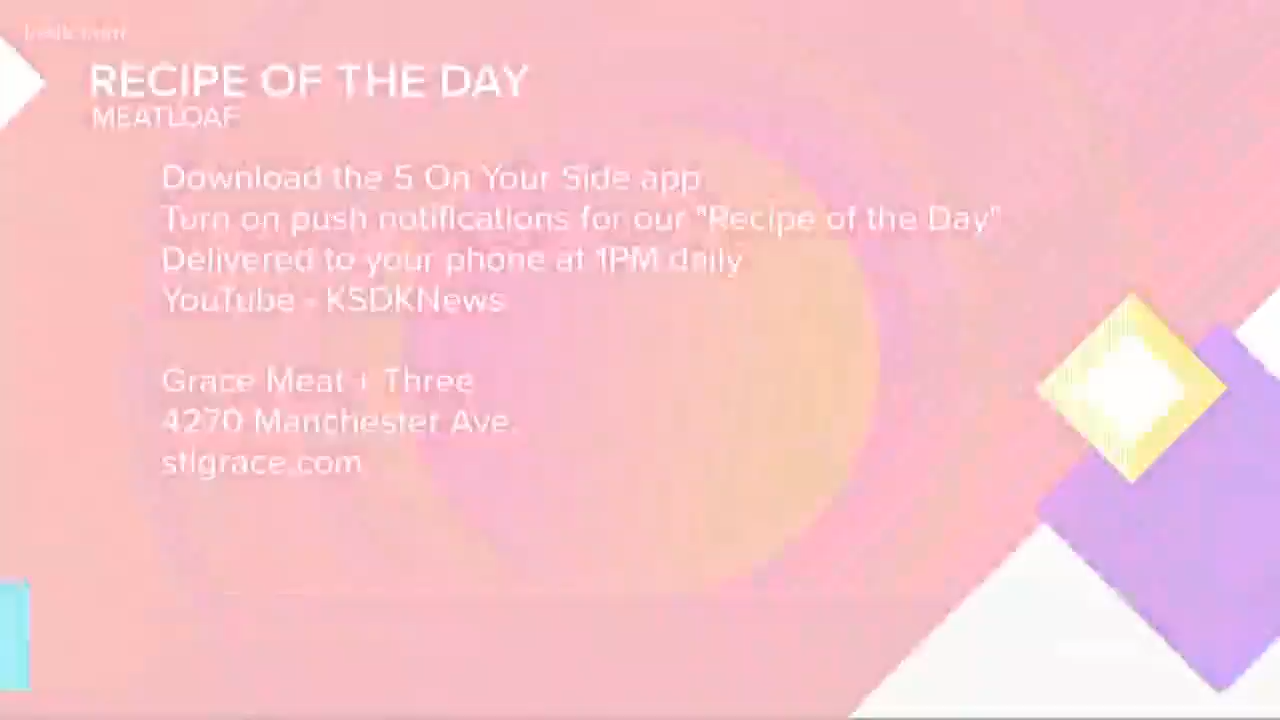 RECIPE OF THE DAY
MEATLOAF
Download the 5 On Your Side app
Turn on push notifications for our "Recipe of the Day"
Delivered to your phone at 1PM daily
YouTube - KSDKNews
Grace Meat + Three
4270 Manchester Ave.
stlgrace.com